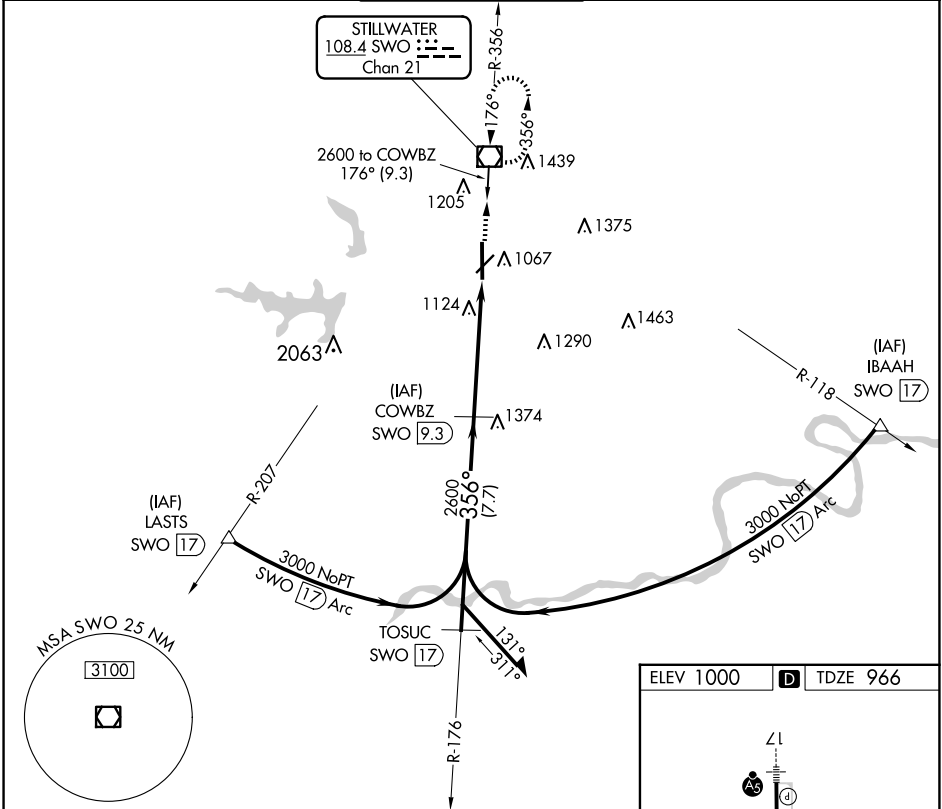 STILLWATER
108.4 SWO
Chan 21
R-356
176°
356°
2600 to COWBZ
176° (9.3)
1439
1205
1375
1067
1124
1463
1290
2063
(IAF)
IBAAH
SWO 17
R-118
(IAF)
COWBZ
SWO 9.3
1374
R-207
2600
356°
(7.7)
(IAF)
LASTS
SWO 17
3000 NoPT
SWO 17 Arc
3000 NoPT
SWO 17 Arc
TOSUC
SWO 17
131°
311°
MSA SWO 25 NM
3100
R-176
ELEV 1000 D TDZE 966
17
A5
P